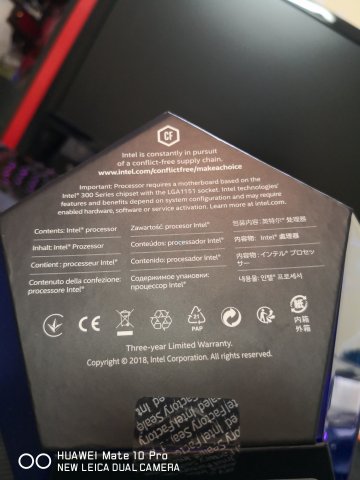 CF
Intel is constantly in pursuit
of a conflict-free supply chain.
www.intel.com/conflictfree/makeachoice
Important: Processor requires a motherboard based on the
Intel® 300 Series chipset with the LGA1151 socket. Intel technologies'
features and benefits depend on system configuration and may require
enabled hardware, software or service activation. Learn more at intel.com.
Contents: Intel® processor
Inhalt: Intel® Prozessor
Contient : processeur Intel®
Contenuto della confezione:
processore Intel®
Zawartość: procesor Intel®
Conteúdos: processador Intel®
Contenido: procesador Intel®
Содержимое упаковки:
процессор Intel®
包装内容: 英特尔® 处理器
內容物: Intel® 處理器
内容物: インテル® プロセッ
サー
내용물: 인텔® 프로세서
CE
21
PAP
紙
内箱
外箱
Three-year Limited Warranty.
Copyright © 2018, Intel Corporation. All rights reserved.
HUAWEI Mate 10 Pro
NEW LEICA DUAL CAMERA